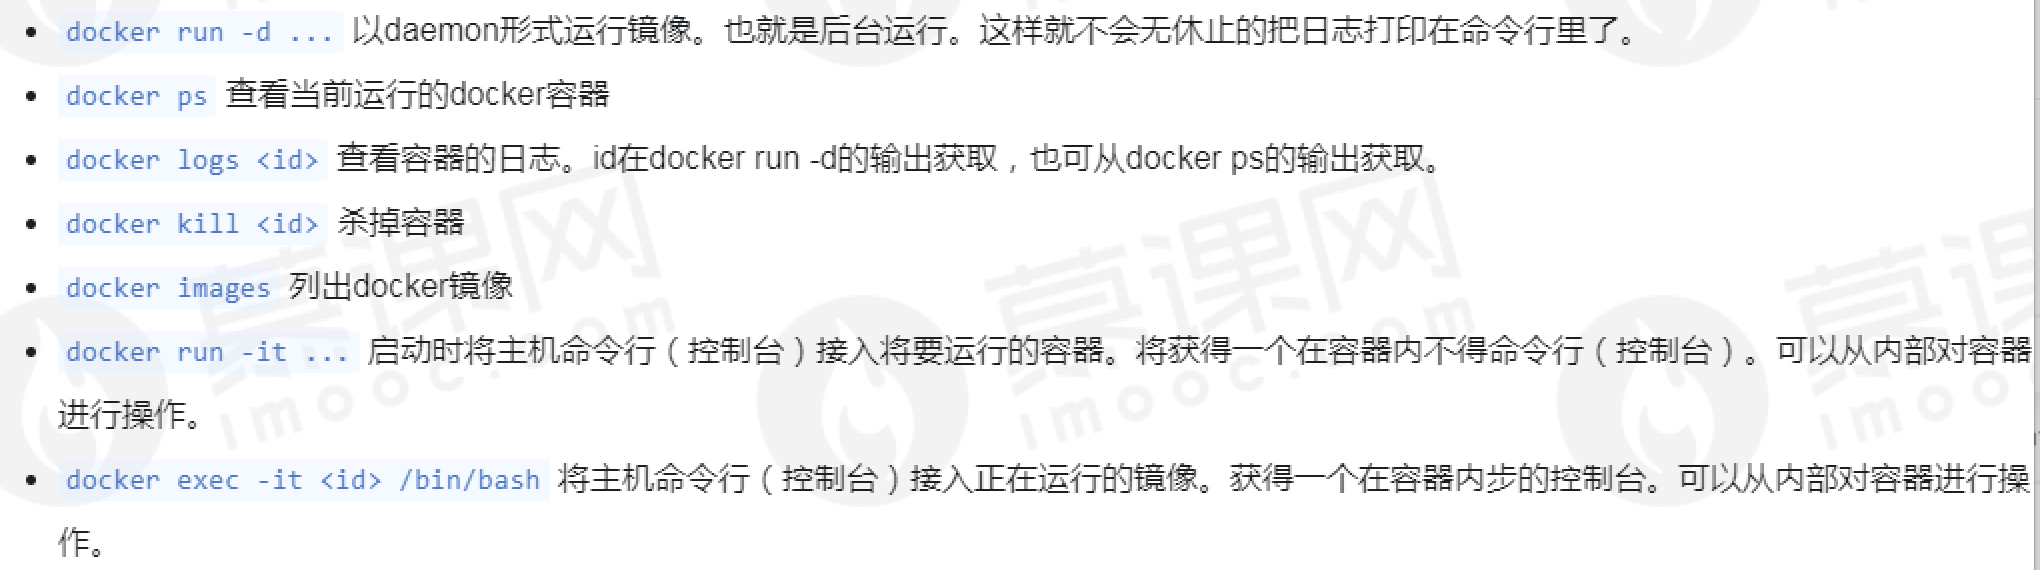 docker run -d ... 以daemon形式运行镜像。也就是后台运行。这样就不会无休止的把日志打印在命令行里了。
docker ps 查看当前运行的docker容器
docker logs <id> 查看容器的日志。id在docker run -d的输出获取，也可从docker ps的输出获取。
docker kill <id> 杀掉容器
docker images 列出docker镜像
docker run -it ... 启动时将主机命令行（控制台）接入将要运行的容器。将获得一个在容器内不得命令行（控制台）。可以从内部对容器
进行操作。
docker exec -it <id> /bin/bash 将主机命令行（控制台）接入正在运行的镜像。获得一个在容器内步的控制台。可以从内部对容器进行操
作。
慕课网
imooc.com
慕课网
imooc.com